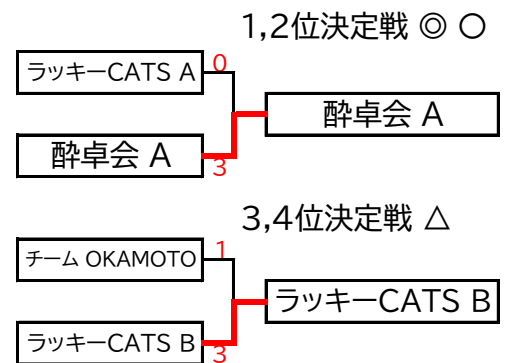 1,2位決定戦 ◎ ○
ラッキーCATS A
0
酔卓会 A
酔卓会 A
3
3,4位決定戦 △
チーム OKAMOTO
1
ラッキーCATS B
ラッキーCATS B
3